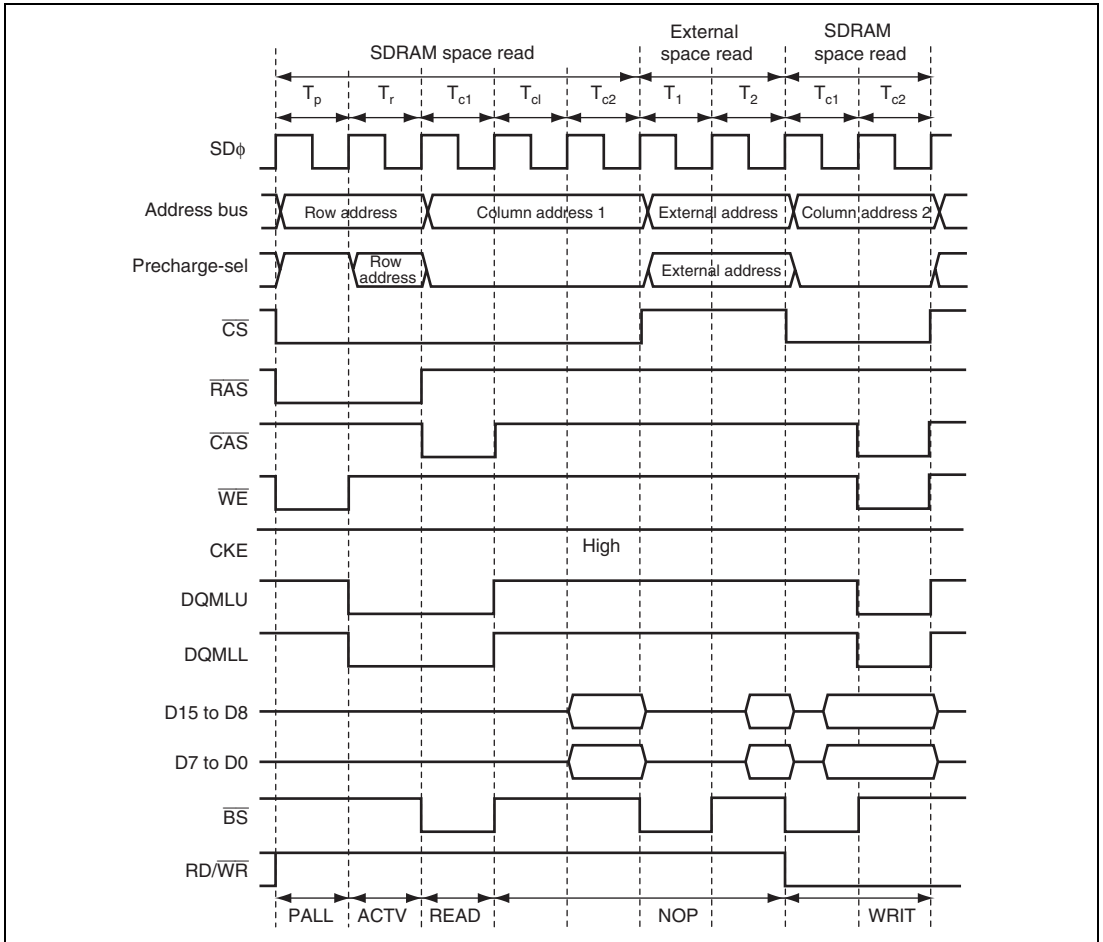 SDRAM space read
External
space read
SDRAM
space read
Tp Tr Tc1 Tcl Tc2 T1 T2 Tc1 Tc2
SDϕ
Address bus Row address Column address 1 External address Column address 2
Precharge-sel Row address External address
CS
RAS
CAS
WE
CKE High
DQMLU
DQMLL
D15 to D8
D7 to D0
BS
RD/WR
PALL ACTV READ NOP WRIT